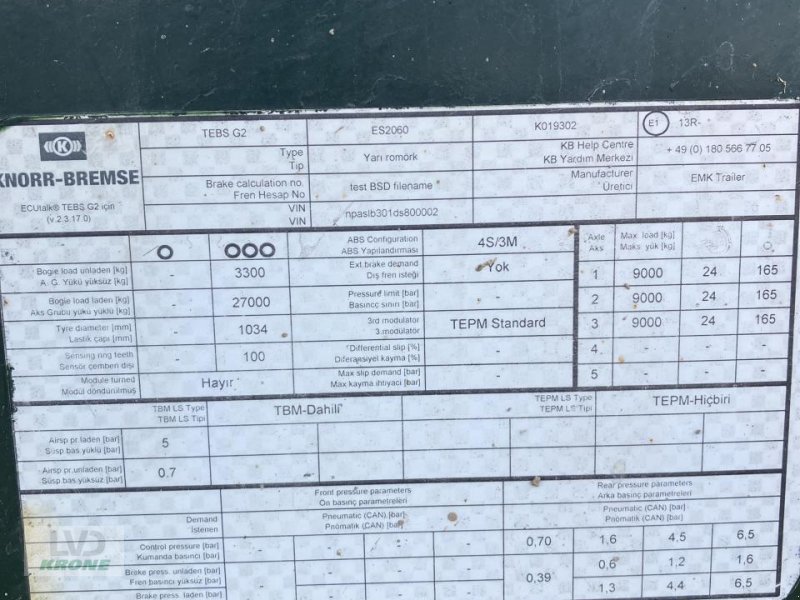 KNORR-BREMSE
ECUtalk® TEBS G2 için
(v 2.3.17.0)
TEBS G2 ES2060 K019302 E1 13R-
Type
Tip
Yarı romörk
KB Help Centre
KB Yardım Merkezi
+ 49 (0) 180 566 77 05
Brake calculation no.
Fren Hesap No
test BSD filename
Manufacturer
Üretici
EMK Trailer
VIN
VIN
npaslb301ds800002
ABS Configuration
ABS Yapılandırması
4S/3M
Axle
Aks
Max. load [kg]
Maks. yük [kg]
Bogie load unladen [kg]
A. G. Yükü yüksüz [kg]
- 3300
Ext brake demand
Dış fren isteği
Yok
1 9000 24 165
Bogie load laden [kg]
Aks Grubu yükü yüklü [kg]
- 27000
Pressure limit [bar]
Basınç sınırı [bar]
-
2 9000 24 165
Tyre diameter [mm]
Lastik çapı [mm]
- 1034
3rd modulator
3.modulatör
TEPM Standard
3 9000 24 165
Sensing ring teeth
Sensör çemberi dişi
- 100
Differential slip [%]
Diferansiyel kayma [%]
-
4 - - -
Module turned
Modül döndürülmüş
Hayır
Max slip demand [bar]
Max kayma ihtiyacı [bar]
-
5 - - -
TBM LS Type
TBM LS Tipi
TBM-Dahili
TEPM LS Type
TEPM LS Tipi
TEPM-Hiçbiri
Airsp pr.laden [bar]
Süsp bas yüklü [bar]
5
Airsp pr.unladen [bar]
Süsp bas yüksüz [bar]
0.7
Front pressure parameters
Ön basınç parametreleri
Rear pressure parameters
Arka basınç parametreleri
Demand
İstenen
Pneumatic (CAN) [bar]
Pnömatik (CAN) [bar]
Pneumatic (CAN) [bar]
Pnömatik (CAN) [bar]
Control pressure [bar]
Kumanda basıncı [bar]
- - - - 0,70 1,6 4,5 6,5
Brake press. unladen [bar]
Fren basıncı yüksüz [bar]
- - - - 0,39 0,6 1,2 1,6
Brake press. laden [bar]
- - - 1,3 4,4 6,5
LVD
KRONE